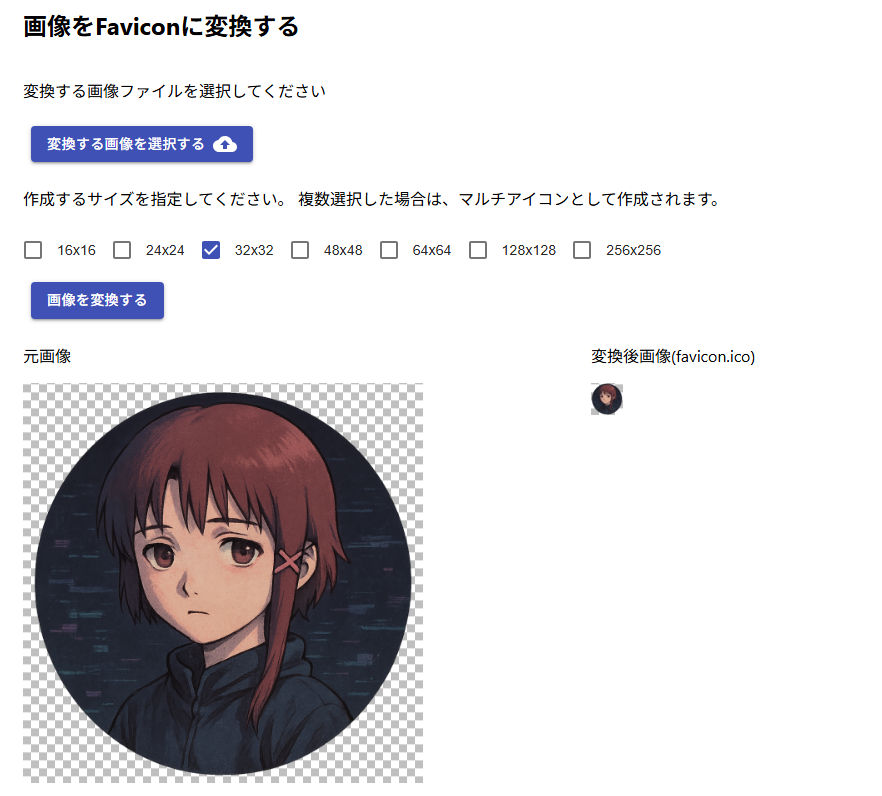 画像をFaviconに変換する
変換する画像ファイルを選択してください
変換する画像を選択する
作成するサイズを指定してください。 複数選択した場合は、マルチアイコンとして作成されます。
16x16 24x24 32x32 48x48 64x64 128x128 256x256
画像を変換する
元画像 変換後画像(favicon.ico)